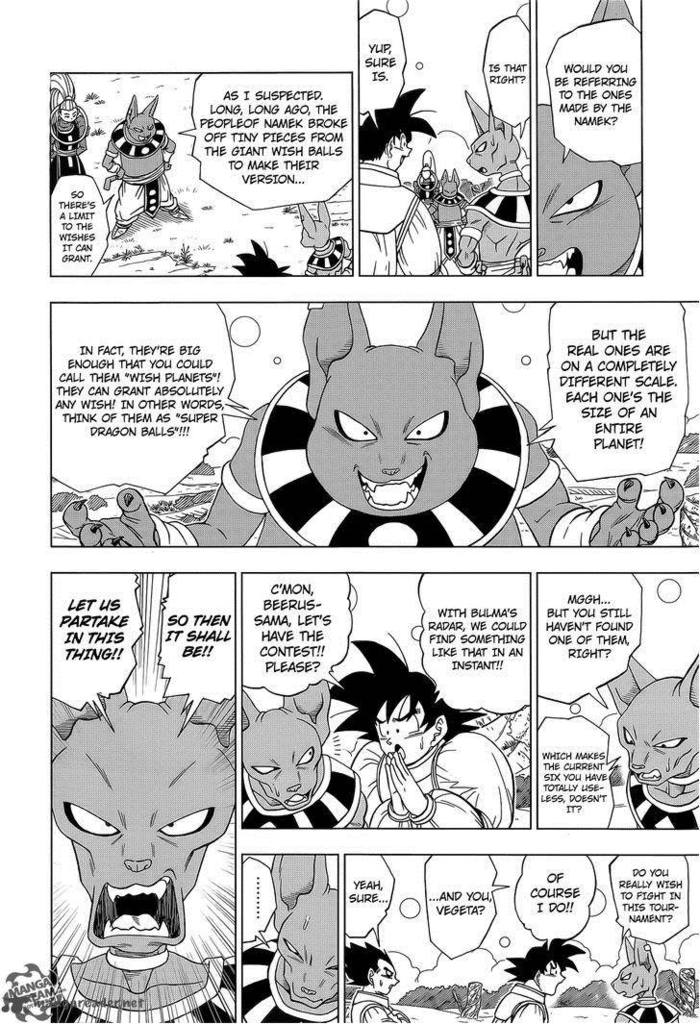 WOULD YOU
BE REFERRING
TO THE ONES
MADE BY THE
NAMEK?
IS THAT
RIGHT?
YUP,
SURE
IS.
AS I SUSPECTED.
LONG, LONG AGO, THE
PEOPLEOF NAMEK BROKE
OFF TINY PIECES FROM
THE GIANT WISH BALLS
TO MAKE THEIR
VERSION...
SO
THERE'S
A LIMIT
TO THE
WISHES
IT CAN
GRANT.
BUT THE
REAL ONES ARE
ON A COMPLETELY
DIFFERENT SCALE.
EACH ONE'S THE
SIZE OF AN
ENTIRE
PLANET!
IN FACT, THEY'RE BIG
ENOUGH THAT YOU COULD
CALL THEM "WISH PLANETS"!
THEY CAN GRANT ABSOLUTELY
ANY WISH! IN OTHER WORDS,
THINK OF THEM AS "SUPER
DRAGON BALLS"!!!
MGGH...
BUT YOU STILL
HAVEN'T FOUND
ONE OF THEM,
RIGHT?
WHICH MAKES
THE CURRENT
SIX YOU HAVE
TOTALLY USE-
LESS, DOESN'T
IT?
WITH BULMA'S
RADAR, WE COULD
FIND SOMETHING
LIKE THAT IN AN
INSTANT!!
C'MON,
BEERUS-
SAMA, LET'S
HAVE THE
CONTEST!!
PLEASE?
SO THEN
IT SHALL
BE!!
LET US
PARTAKE
IN THIS
THING!!
DO YOU
REALLY WISH
TO FIGHT IN
THIS TOUR-
NAMENT?
OF
COURSE
I DO!!
...AND YOU,
VEGETA?
YEAH,
SURE...
......